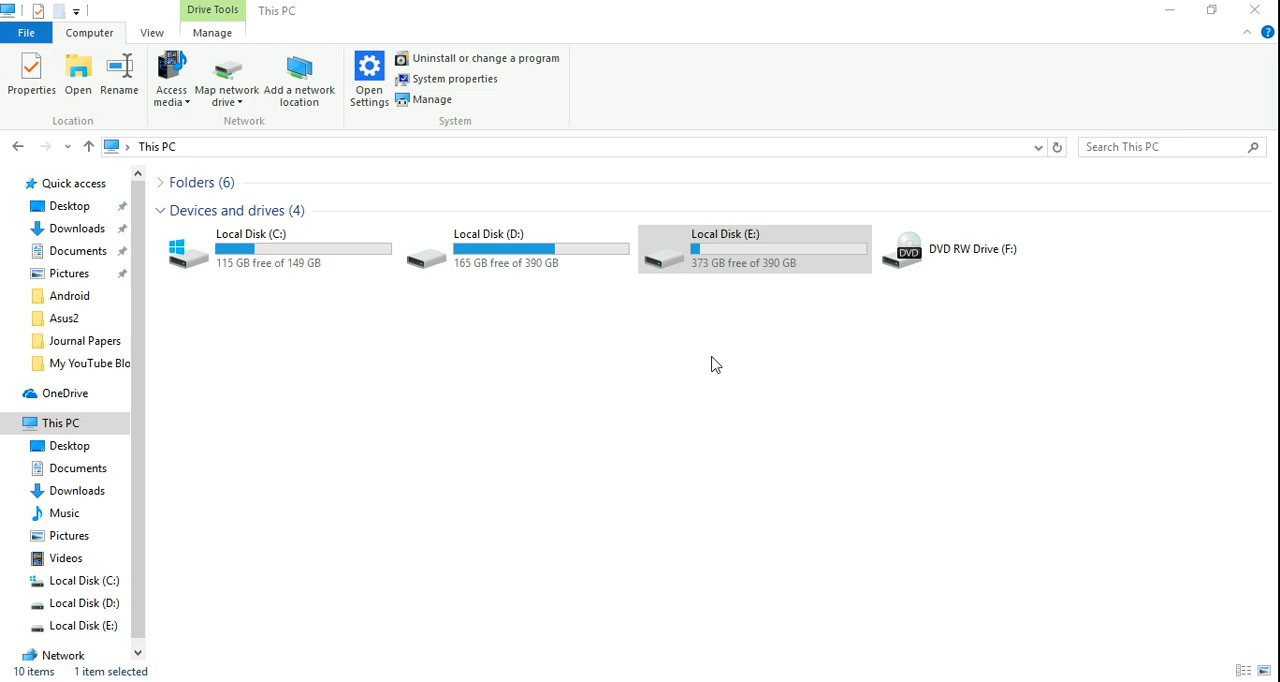 Drive Tools
This PC
File
Computer
View
Manage
Properties
Open
Rename
Access media
Map network drive
Add a network location
Open Settings
Uninstall or change a program
System properties
Manage
Location
Network
System
This PC
Search This PC
Quick access
Desktop
Downloads
Documents
Pictures
Android
Asus2
Journal Papers
My YouTube Blo
OneDrive
This PC
Desktop
Documents
Downloads
Music
Pictures
Videos
Local Disk (C:)
Local Disk (D:)
Local Disk (E:)
Network
Folders (6)
Devices and drives (4)
Local Disk (C:)
115 GB free of 149 GB
Local Disk (D:)
165 GB free of 390 GB
Local Disk (E:)
373 GB free of 390 GB
DVD
DVD RW Drive (F:)
10 items
1 item selected